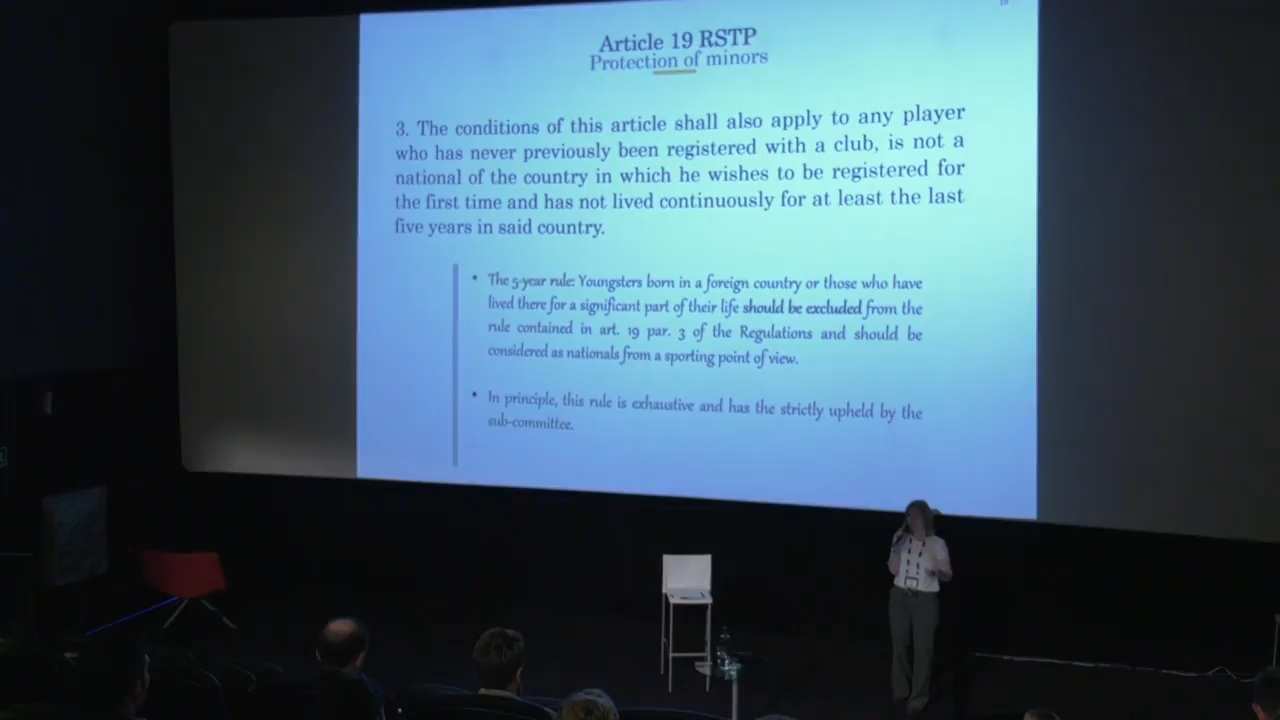 10
Article 19 RSTP
Protection of minors
3. The conditions of this article shall also apply to any player
who has never previously been registered with a club, is not a
national of the country in which he wishes to be registered for
the first time and has not lived continuously for at least the last
five years in said country.
• The 5-year rule: Youngsters born in a foreign country or those who have
lived there for a significant part of their life should be excluded from the
rule contained in art. 19 par. 3 of the Regulations and should be
considered as nationals from a sporting point of view.
• In principle, this rule is exhaustive and has the strictly upheld by the
sub-committee.